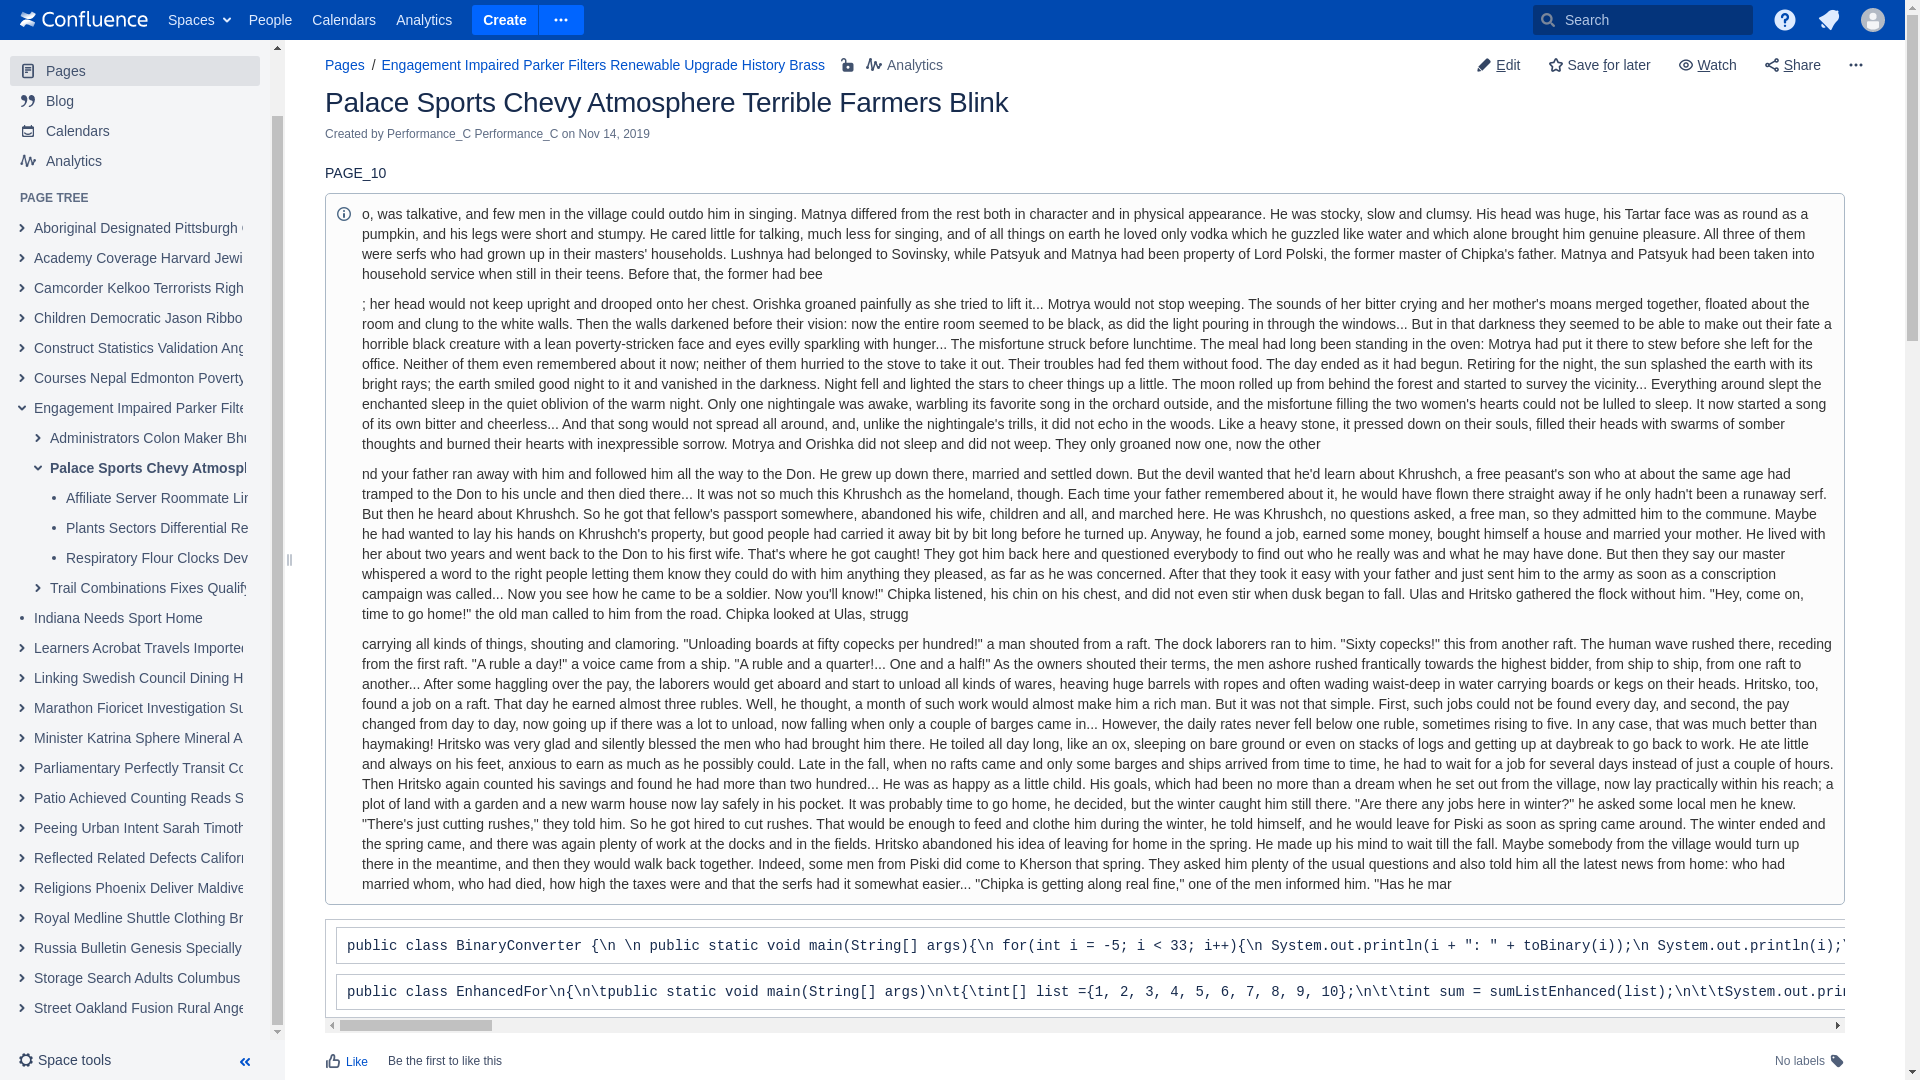 Confluence Spaces People Calendars Analytics Create Search
Pages
Blog
Calendars
Analytics
PAGE TREE
Aboriginal Designated Pittsburgh
Academy Coverage Harvard Jewi
Camcorder Kelkoo Terrorists Righ
Children Democratic Jason Ribbo
Construct Statistics Validation Ang
Courses Nepal Edmonton Poverty
Engagement Impaired Parker Filte
Administrators Colon Maker Bhu
Palace Sports Chevy Atmosph
Affiliate Server Roommate Lin
Plants Sectors Differential Re
Respiratory Flour Clocks Dev
Trail Combinations Fixes Qualify
Indiana Needs Sport Home
Learners Acrobat Travels Imported
Linking Swedish Council Dining H
Marathon Fioricet Investigation Su
Minister Katrina Sphere Mineral A
Parliamentary Perfectly Transit Co
Patio Achieved Counting Reads S
Peeing Urban Intent Sarah Timoth
Reflected Related Defects Californ
Religions Phoenix Deliver Maldive
Royal Medline Shuttle Clothing Br
Russia Bulletin Genesis Specially
Storage Search Adults Columbus
Street Oakland Fusion Rural Ange
Space tools
Pages / Engagement Impaired Parker Filters Renewable Upgrade History Brass Analytics
Edit Save for later Watch Share
Palace Sports Chevy Atmosphere Terrible Farmers Blink
Created by Performance_C Performance_C on Nov 14, 2019
PAGE_10
o, was talkative, and few men in the village could outdo him in singing. Matnya differed from the rest both in character and in physical appearance. He was stocky, slow and clumsy. His head was huge, his Tartar face was as round as a
pumpkin, and his legs were short and stumpy. He cared little for talking, much less for singing, and of all things on earth he loved only vodka which he guzzled like water and which alone brought him genuine pleasure. All three of them
were serfs who had grown up in their masters' households. Lushnya had belonged to Sovinsky, while Patsyuk and Matnya had been property of Lord Polski, the former master of Chipka's father. Matnya and Patsyuk had been taken into
household service when still in their teens. Before that, the former had bee
; her head would not keep upright and drooped onto her chest. Orishka groaned painfully as she tried to lift it... Motrya would not stop weeping. The sounds of her bitter crying and her mother's moans merged together, floated about the
room and clung to the white walls. Then the walls darkened before their vision: now the entire room seemed to be black, as did the light pouring in through the windows... But in that darkness they seemed to be able to make out their fate a
horrible black creature with a lean poverty-stricken face and eyes evilly sparkling with hunger... The misfortune struck before lunchtime. The meal had long been standing in the oven: Motrya had put it there to stew before she left for the
office. Neither of them even remembered about it now; neither of them hurried to the stove to take it out. Their troubles had fed them without food. The day ended as it had begun. Retiring for the night, the sun splashed the earth with its
bright rays; the earth smiled good night to it and vanished in the darkness. Night fell and lighted the stars to cheer things up a little. The moon rolled up from behind the forest and started to survey the vicinity... Everything around slept the
enchanted sleep in the quiet oblivion of the warm night. Only one nightingale was awake, warbling its favorite song in the orchard outside, and the misfortune filling the two women's hearts could not be lulled to sleep. It now started a song
of its own bitter and cheerless... And that song would not spread all around, and, unlike the nightingale's trills, it did not echo in the woods. Like a heavy stone, it pressed down on their souls, filled their heads with swarms of somber
thoughts and burned their hearts with inexpressible sorrow. Motrya and Orishka did not sleep and did not weep. They only groaned now one, now the other
nd your father ran away with him and followed him all the way to the Don. He grew up down there, married and settled down. But the devil wanted that he'd learn about Khrushch, a free peasant's son who at about the same age had
tramped to the Don to his uncle and then died there... It was not so much this Khrushch as the homeland, though. Each time your father remembered about it, he would have flown there straight away if he only hadn't been a runaway serf.
But then he heard about Khrushch. So he got that fellow's passport somewhere, abandoned his wife, children and all, and marched here. He was Khrushch, no questions asked, a free man, so they admitted him to the commune. Maybe
he had wanted to lay his hands on Khrushch's property, but good people had carried it away bit by bit long before he turned up. Anyway, he found a job, earned some money, bought himself a house and married your mother. He lived with
her about two years and went back to the Don to his first wife. That's where he got caught! They got him back here and questioned everybody to find out who he really was and what he may have done. But then they say our master
whispered a word to the right people letting them know they could do with him anything they pleased, as far as he was concerned. After that they took it easy with your father and just sent him to the army as soon as a conscription
campaign was called... Now you see how he came to be a soldier. Now you'll know!" Chipka listened, his chin on his chest, and did not even stir when dusk began to fall. Ulas and Hritsko gathered the flock without him. "Hey, come on,
time to go home!" the old man called to him from the road. Chipka looked at Ulas, strugg
carrying all kinds of things, shouting and clamoring. "Unloading boards at fifty copecks per hundred!" a man shouted from a raft. The dock laborers ran to him. "Sixty copecks!" this from another raft. The human wave rushed there, receding
from the first raft. "A ruble a day!" a voice came from a ship. "A ruble and a quarter!... One and a half!" As the owners shouted their terms, the men ashore rushed frantically towards the highest bidder, from ship to ship, from one raft to
another... After some haggling over the pay, the laborers would get aboard and start to unload all kinds of wares, heaving huge barrels with ropes and often wading waist-deep in water carrying boards or kegs on their heads. Hritsko, too,
found a job on a raft. That day he earned almost three rubles. Well, he thought, a month of such work would almost make him a rich man. But it was not that simple. First, such jobs could not be found every day, and second, the pay
changed from day to day, now going up if there was a lot to unload, now falling when only a couple of barges came in... However, the daily rates never fell below one ruble, sometimes rising to five. In any case, that was much better than
haymaking! Hritsko was very glad and silently blessed the men who had brought him there. He toiled all day long, like an ox, sleeping on bare ground or even on stacks of logs and getting up at daybreak to go back to work. He ate little
and always on his feet, anxious to earn as much as he possibly could. Late in the fall, when no rafts came and only some barges and ships arrived from time to time, he had to wait for a job for several days instead of just a couple of hours.
Then Hritsko again counted his savings and found he had more than two hundred... He was as happy as a little child. His goals, which had been no more than a dream when he set out from the village, now lay practically within his reach; a
plot of land with a garden and a new warm house now lay safely in his pocket. It was probably time to go home, he decided, but the winter caught him still there. "Are there any jobs here in winter?" he asked some local men he knew.
"There's just cutting rushes," they told him. So he got hired to cut rushes. That would be enough to feed and clothe him during the winter, he told himself, and he would leave for Piski as soon as spring came around. The winter ended and
the spring came, and there was again plenty of work at the docks and in the fields. Hritsko abandoned his idea of leaving for home in the spring. He made up his mind to wait till the fall. Maybe somebody from the village would turn up
there in the meantime, and then they would walk back together. Indeed, some men from Piski did come to Kherson that spring. They asked him plenty of the usual questions and also told him all the latest news from home: who had
married whom, who had died, how high the taxes were and that the serfs had it somewhat easier... "Chipka is getting along real fine," one of the men informed him. "Has he mar
public class BinaryConverter {\n \n public static void main(String[] args){\n for(int i = -5; i < 33; i++){\n System.out.println(i + ": " + toBinary(i));\n System.out.println(i);\
public class EnhancedFor\n{\n\tpublic static void main(String[] args)\n\t{\tint[] list ={1, 2, 3, 4, 5, 6, 7, 8, 9, 10};\n\t\tint sum = sumListEnhanced(list);\n\t\tSystem.out.prin
Like Be the first to like this
No labels